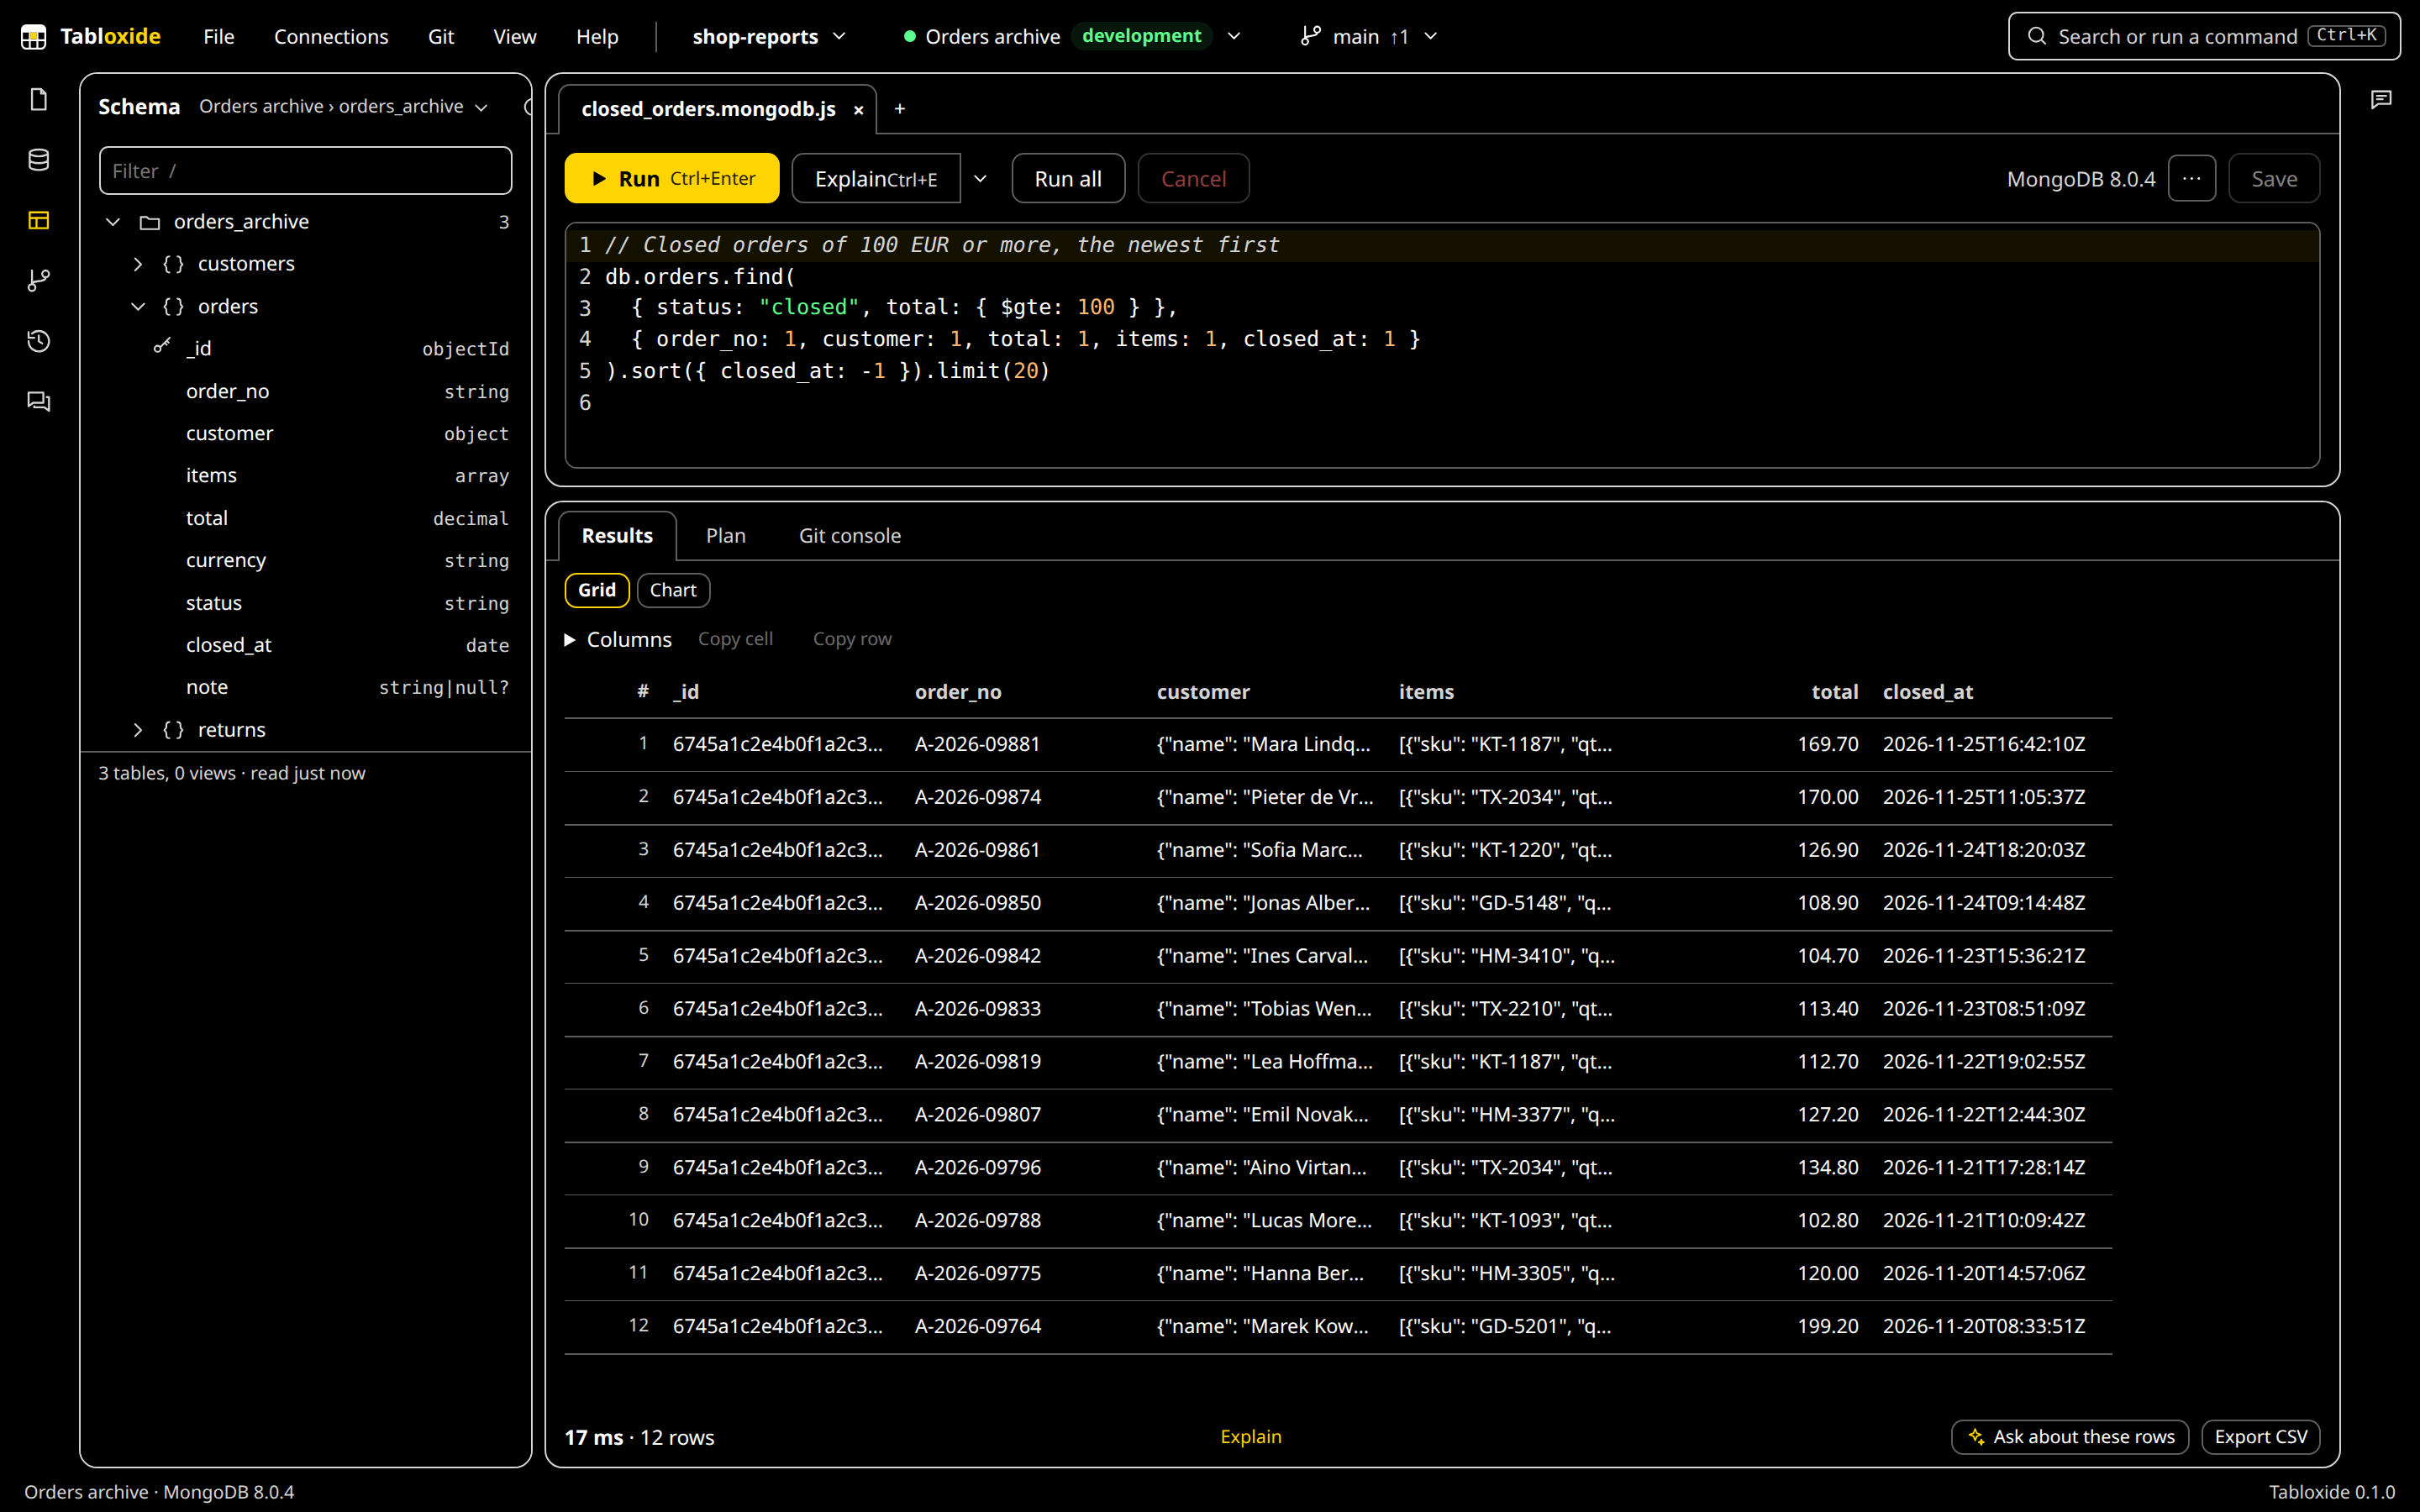 Tabloxide File Connections Git View Help shop-reports Orders archive development main ↑1 Search or run a command Ctrl+K
Schema Orders archive › orders_archive
Filter /
orders_archive 3
{} customers
{} orders
_id objectId
order_no string
customer object
items array
total decimal
currency string
status string
closed_at date
note string|null?
{} returns
3 tables, 0 views · read just now
closed_orders.mongodb.js × +
Run Ctrl+Enter Explain Ctrl+E Run all Cancel MongoDB 8.0.4 ··· Save
1 // Closed orders of 100 EUR or more, the newest first
2 db.orders.find(
3 { status: "closed", total: { $gte: 100 } },
4 { order_no: 1, customer: 1, total: 1, items: 1, closed_at: 1 }
5 ).sort({ closed_at: -1 }).limit(20)
6
Results Plan Git console
Grid Chart
Columns Copy cell Copy row
# _id order_no customer items total closed_at
1 6745a1c2e4b0f1a2c3... A-2026-09881 {"name": "Mara Lindq... [{"sku": "KT-1187", "qt... 169.70 2026-11-25T16:42:10Z
2 6745a1c2e4b0f1a2c3... A-2026-09874 {"name": "Pieter de Vr... [{"sku": "TX-2034", "qt... 170.00 2026-11-25T11:05:37Z
3 6745a1c2e4b0f1a2c3... A-2026-09861 {"name": "Sofia Marc... [{"sku": "KT-1220", "qt... 126.90 2026-11-24T18:20:03Z
4 6745a1c2e4b0f1a2c3... A-2026-09850 {"name": "Jonas Alber... [{"sku": "GD-5148", "q... 108.90 2026-11-24T09:14:48Z
5 6745a1c2e4b0f1a2c3... A-2026-09842 {"name": "Ines Carval... [{"sku": "HM-3410", "q... 104.70 2026-11-23T15:36:21Z
6 6745a1c2e4b0f1a2c3... A-2026-09833 {"name": "Tobias Wen... [{"sku": "TX-2210", "qt... 113.40 2026-11-23T08:51:09Z
7 6745a1c2e4b0f1a2c3... A-2026-09819 {"name": "Lea Hoffma... [{"sku": "KT-1187", "qt... 112.70 2026-11-22T19:02:55Z
8 6745a1c2e4b0f1a2c3... A-2026-09807 {"name": "Emil Novak... [{"sku": "HM-3377", "q... 127.20 2026-11-22T12:44:30Z
9 6745a1c2e4b0f1a2c3... A-2026-09796 {"name": "Aino Virtan... [{"sku": "TX-2034", "qt... 134.80 2026-11-21T17:28:14Z
10 6745a1c2e4b0f1a2c3... A-2026-09788 {"name": "Lucas More... [{"sku": "KT-1093", "qt... 102.80 2026-11-21T10:09:42Z
11 6745a1c2e4b0f1a2c3... A-2026-09775 {"name": "Hanna Ber... [{"sku": "HM-3305", "q... 120.00 2026-11-20T14:57:06Z
12 6745a1c2e4b0f1a2c3... A-2026-09764 {"name": "Marek Kow... [{"sku": "GD-5201", "q... 199.20 2026-11-20T08:33:51Z
17 ms · 12 rows Explain Ask about these rows Export CSV
Orders archive · MongoDB 8.0.4 Tabloxide 0.1.0